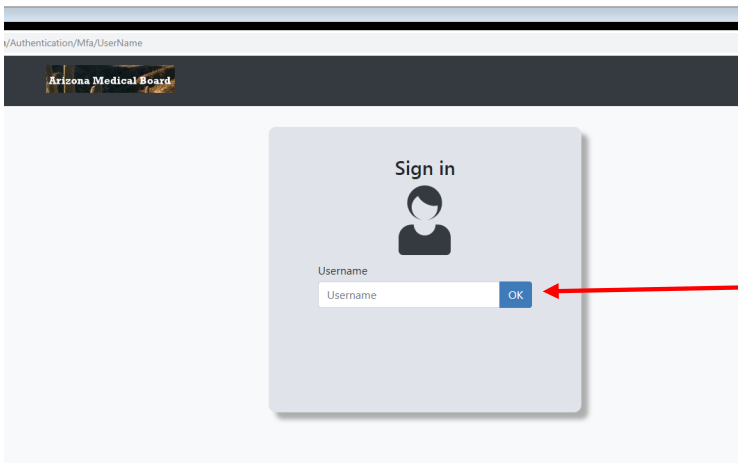 /Authentication/Mfa/UserName
Arizona Medical Board
Sign in
Username
Username
OK